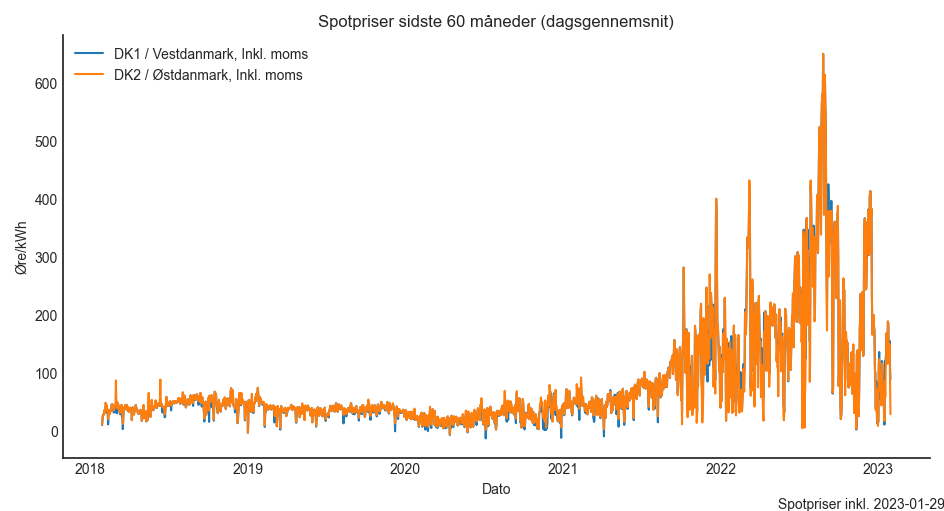 Spotpriser sidste 60 måneder (dagsgennemsnit)
DK1 / Vestdanmark, Inkl. moms
DK2 / Østdanmark, Inkl. moms
Øre/kWh
600
500
400
300
200
100
0
2018 2019 2020 2021 2022 2023
Dato
Spotpriser inkl. 2023-01-29